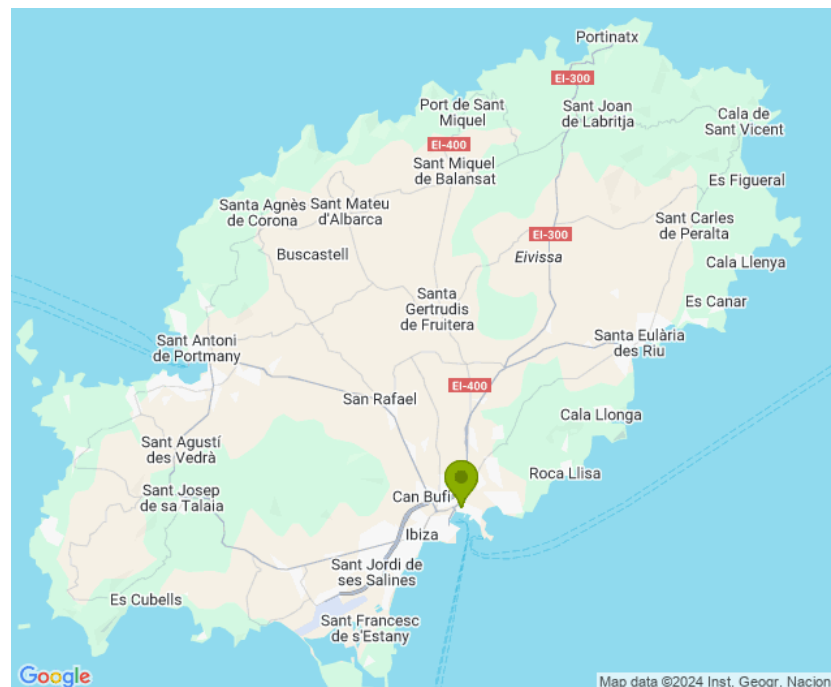 Portinatx
EI-300
Port de Sant
Miquel
Sant Joan
de Labritja
Cala de
Sant Vicent
EI-400
Sant Miquel
de Balansat
Es Figueral
Santa Agnès
de Corona
Sant Mateu
d'Albarca
Sant Carles
de Peralta
EI-300
Buscastell
Eivissa
Cala Llenya
Santa
Gertrudis
de Fruitera
Es Canar
Sant Antoni
de Portmany
Santa Eulària
des Riu
EI-400
San Rafael
Cala Llonga
Sant Agustí
des Vedrà
Roca Llisa
Sant Josep
de sa Talaia
Can Bufí
Ibiza
Sant Jordi de
ses Salines
Es Cubells
Sant Francesc
de s'Estany
Google
Map data ©2024 Inst. Geogr. Nacion